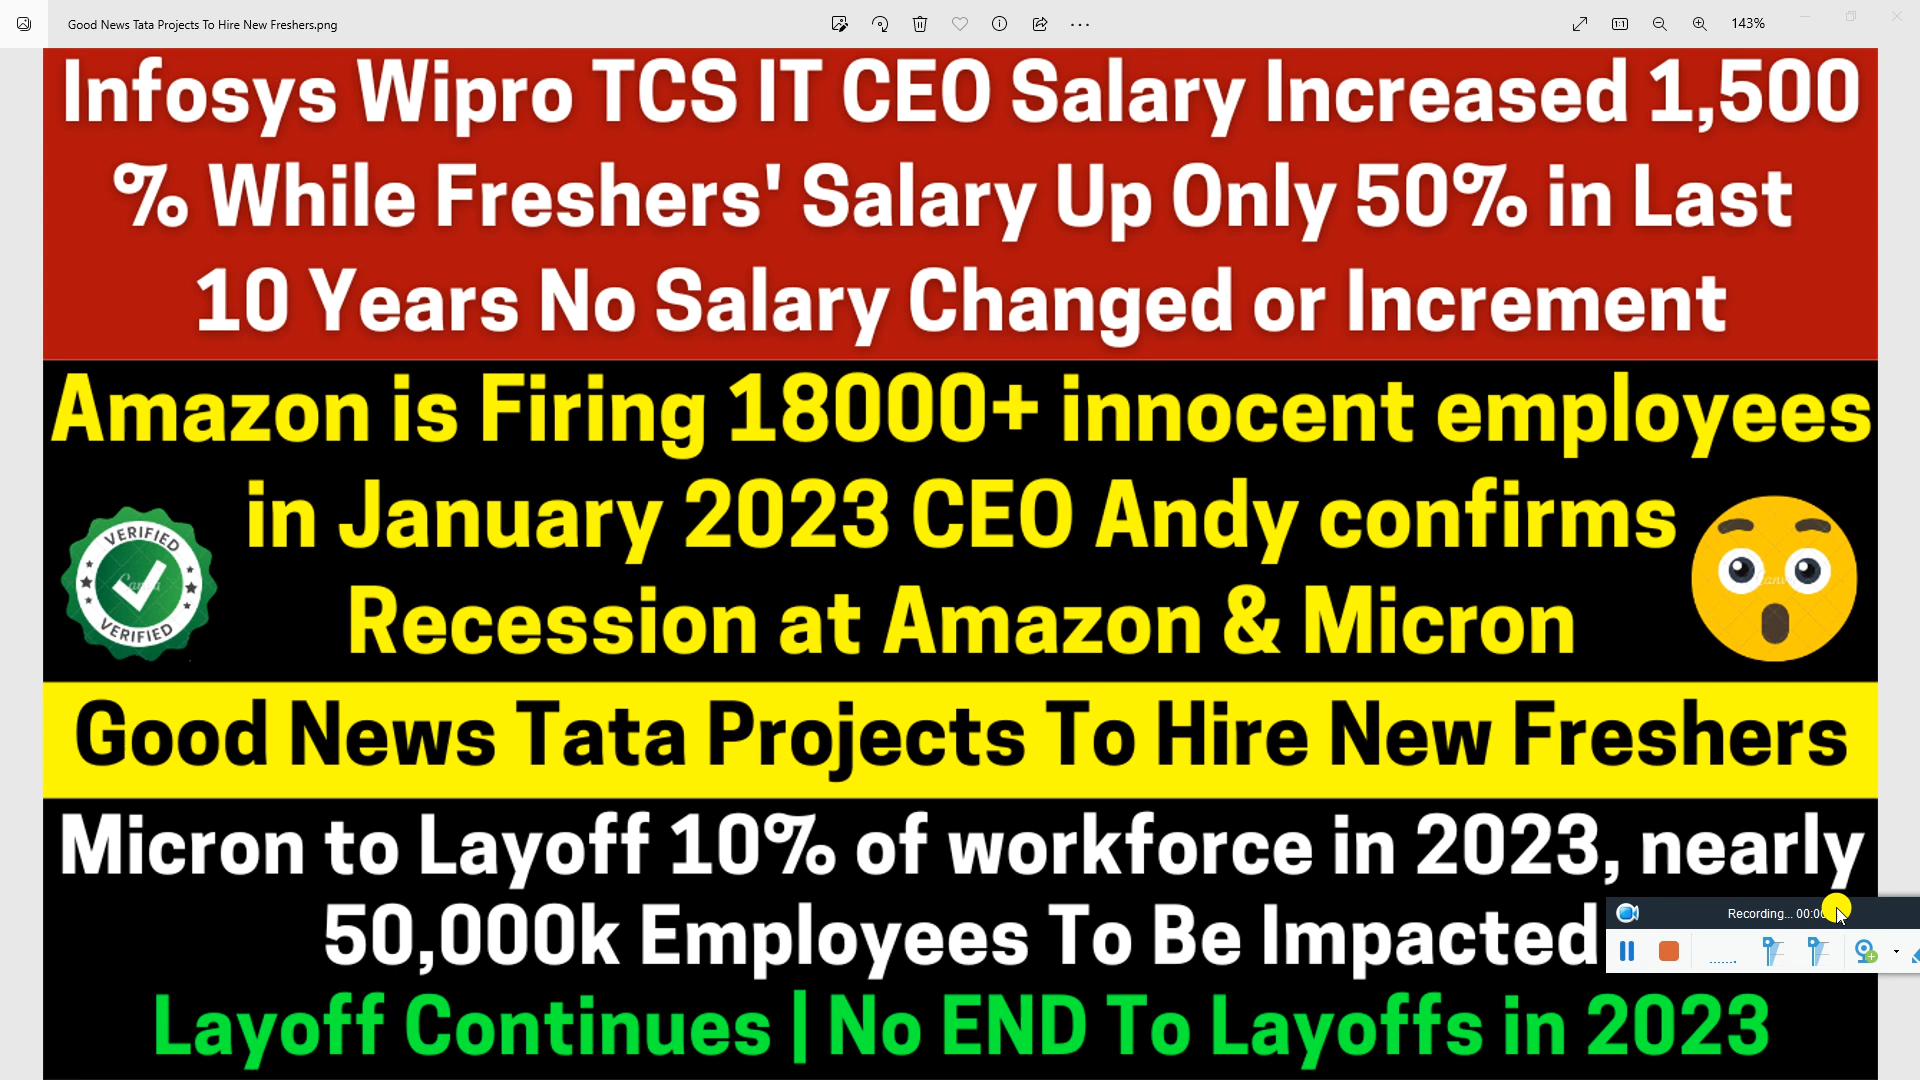 Good News Tata Projects To Hire New Freshers.png
143%
Infosys Wipro TCS IT CEO Salary Increased 1,500
% While Freshers' Salary Up Only 50% in Last
10 Years No Salary Changed or Increment
Amazon is Firing 18000+ innocent employees
in January 2023 CEO Andy confirms
Recession at Amazon & Micron
VERIFIED
VERIFIED
Good News Tata Projects To Hire New Freshers
Micron to Layoff 10% of workforce in 2023, nearly
50,000k Employees To Be Impacted
Recording...
Layoff Continues | No END To Layoffs in 2023